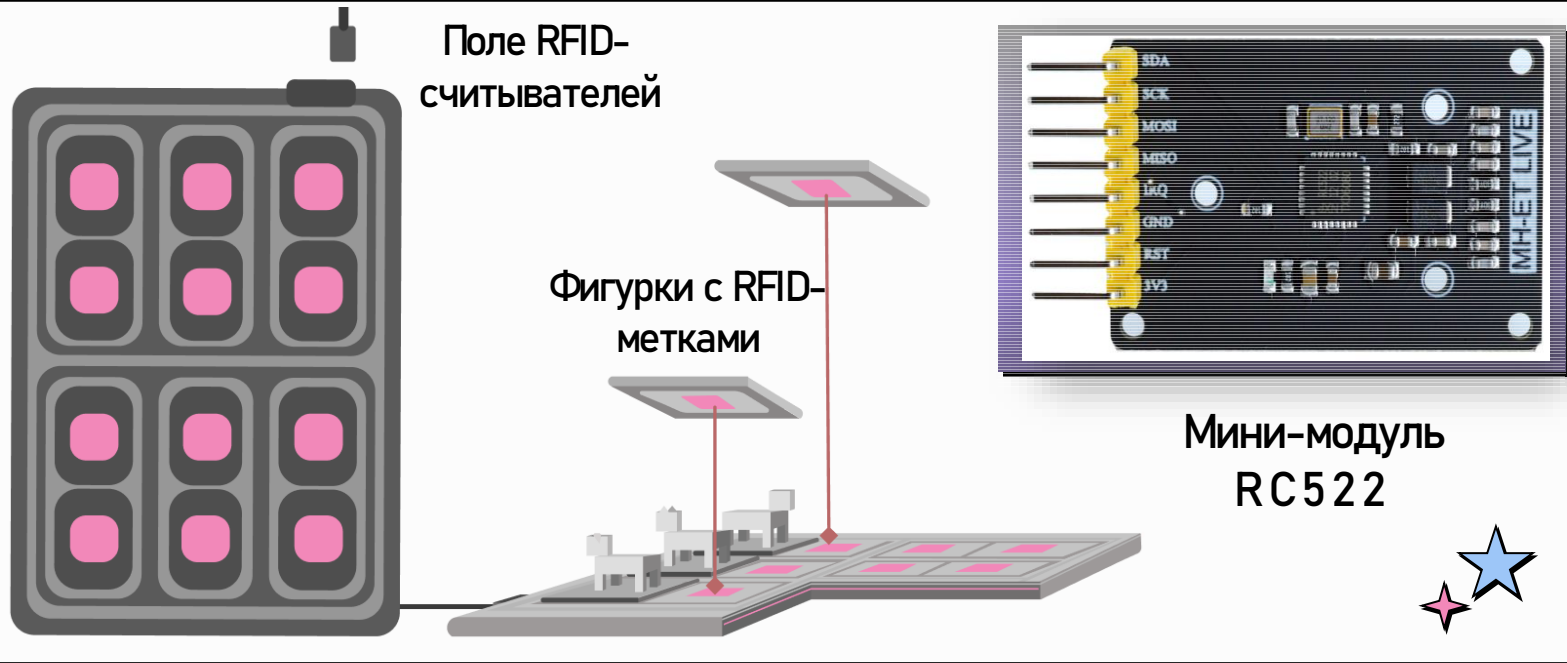 Поле RFID-
считывателей
Фигурки с RFID-
метками
SDA
SCK
MOSI
MISO
IRQ
GND
RST
3V3
MH-ET LIVE
Мини-модуль
RC522